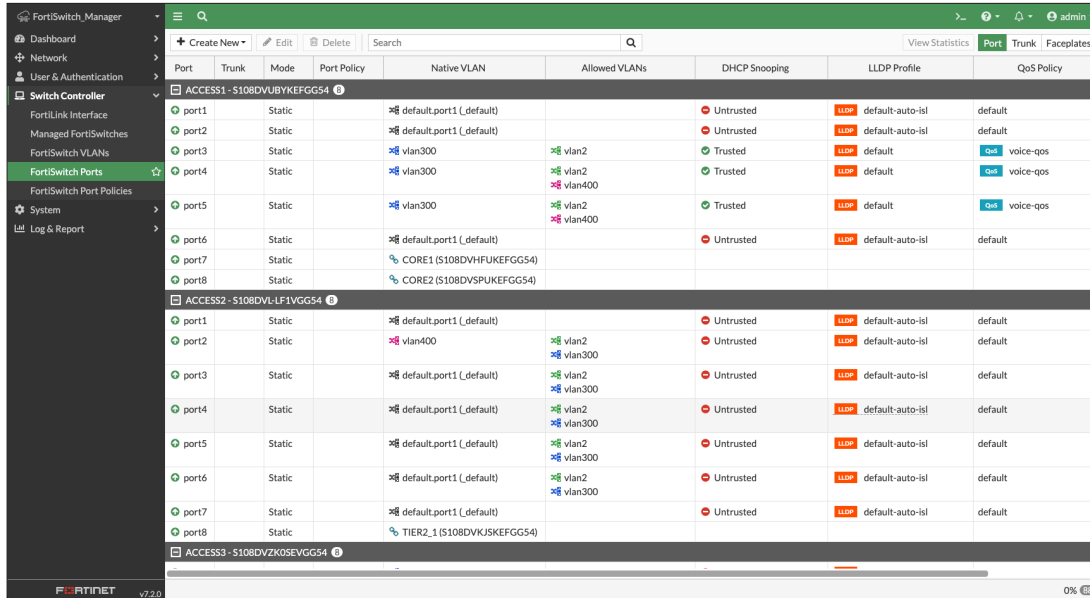 FortiSwitch_Manager
>_ admin
Dashboard
Network
User & Authentication
Switch Controller
FortiLink Interface
Managed FortiSwitches
FortiSwitch VLANs
FortiSwitch Ports
FortiSwitch Port Policies
System
Log & Report
FORTINET v7.2.0
+ Create New Edit Delete Search View Statistics Port Trunk Faceplates
Port Trunk Mode Port Policy Native VLAN Allowed VLANs DHCP Snooping LLDP Profile QoS Policy
ACCESS1 - S108DVUBYKEFGG54 8
port1 Static default.port1 (_default) Untrusted LLDP default-auto-isl default
port2 Static default.port1 (_default) Untrusted LLDP default-auto-isl default
port3 Static vlan300 vlan2 Trusted LLDP default QoS voice-qos
port4 Static vlan300 vlan2 Trusted LLDP default QoS voice-qos
vlan400
port5 Static vlan300 vlan2 Trusted LLDP default QoS voice-qos
vlan400
port6 Static default.port1 (_default) Untrusted LLDP default-auto-isl default
port7 Static CORE1 (S108DVHFUKEFGG54)
port8 Static CORE2 (S108DVSPUKEFGG54)
ACCESS2 - S108DVL-LF1VGG54 8
port1 Static default.port1 (_default) Untrusted LLDP default-auto-isl default
port2 Static vlan400 vlan2 Untrusted LLDP default-auto-isl default
vlan300
port3 Static default.port1 (_default) vlan2 Untrusted LLDP default-auto-isl default
vlan300
port4 Static default.port1 (_default) vlan2 Untrusted LLDP default-auto-isl default
vlan300
port5 Static default.port1 (_default) vlan2 Untrusted LLDP default-auto-isl default
vlan300
port6 Static default.port1 (_default) vlan2 Untrusted LLDP default-auto-isl default
vlan300
port7 Static default.port1 (_default) Untrusted LLDP default-auto-isl default
port8 Static TIER2_1 (S108DVKJSKEFGG54)
ACCESS3 - S108DVZK0SEVGG54 8
0%